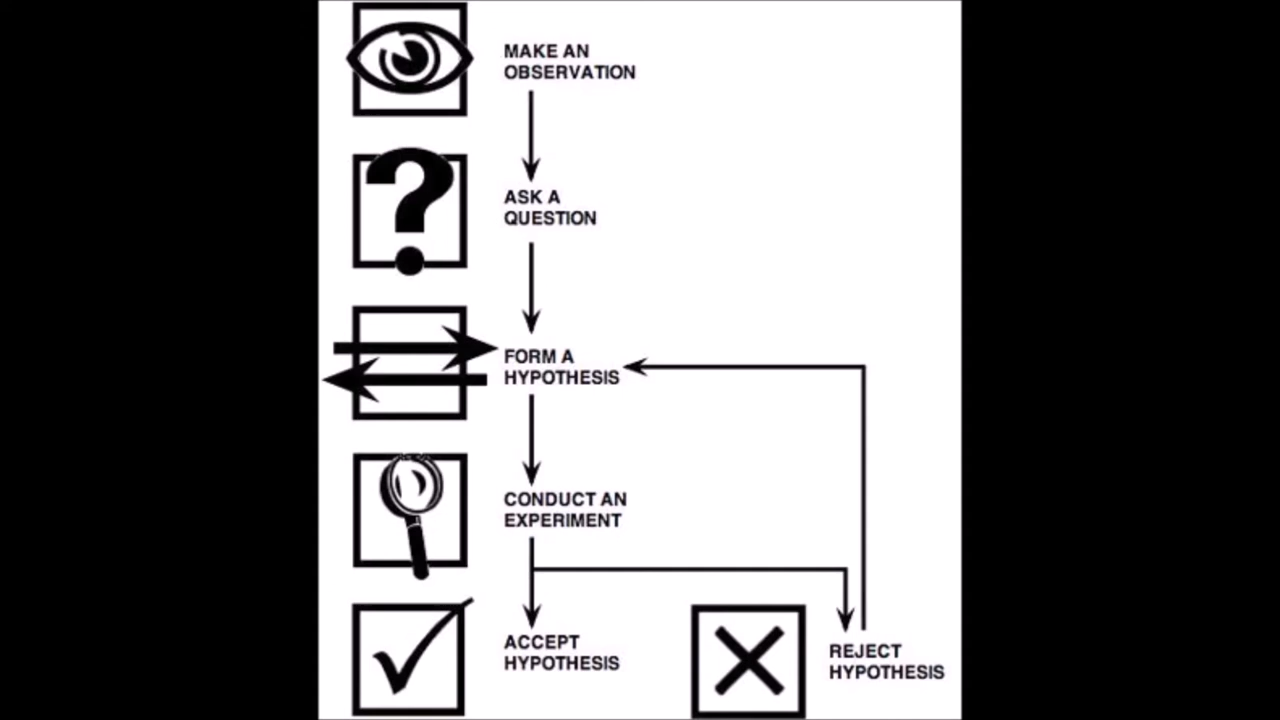 MAKE AN
OBSERVATION
ASK A
QUESTION
FORM A
HYPOTHESIS
CONDUCT AN
EXPERIMENT
ACCEPT
HYPOTHESIS
REJECT
HYPOTHESIS